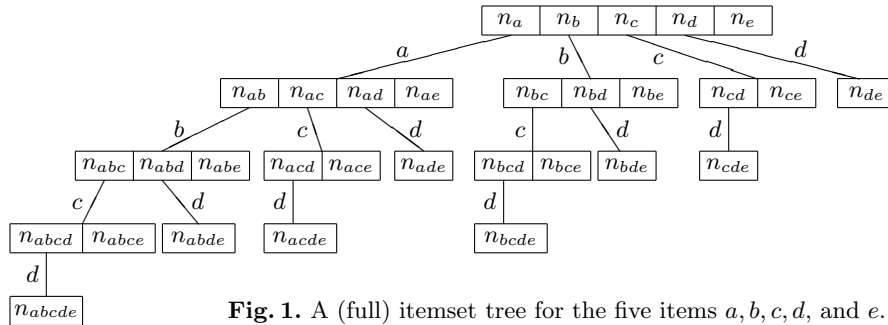 n_a n_b n_c n_d n_e
a b c d
n_ab n_ac n_ad n_ae n_bc n_bd n_be n_cd n_ce n_de
b c d c d d
n_abc n_abd n_abe n_acd n_ace n_ade n_bcd n_bce n_bde n_cde
c d d d
n_abcd n_abce n_abde n_acde n_bcde
d
n_abcde
Fig. 1. A (full) itemset tree for the five items a, b, c, d, and e.